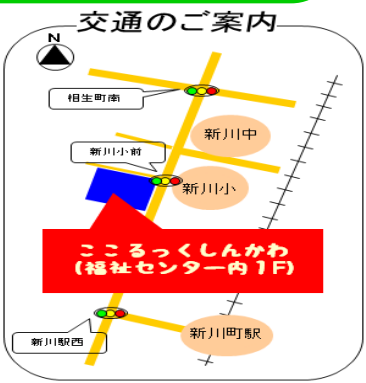 交通のご案内
N
相生町南
新川中
新川小前
新川小
こころっくしんかわ
(福祉センター内1F)
新川駅西
新川町駅